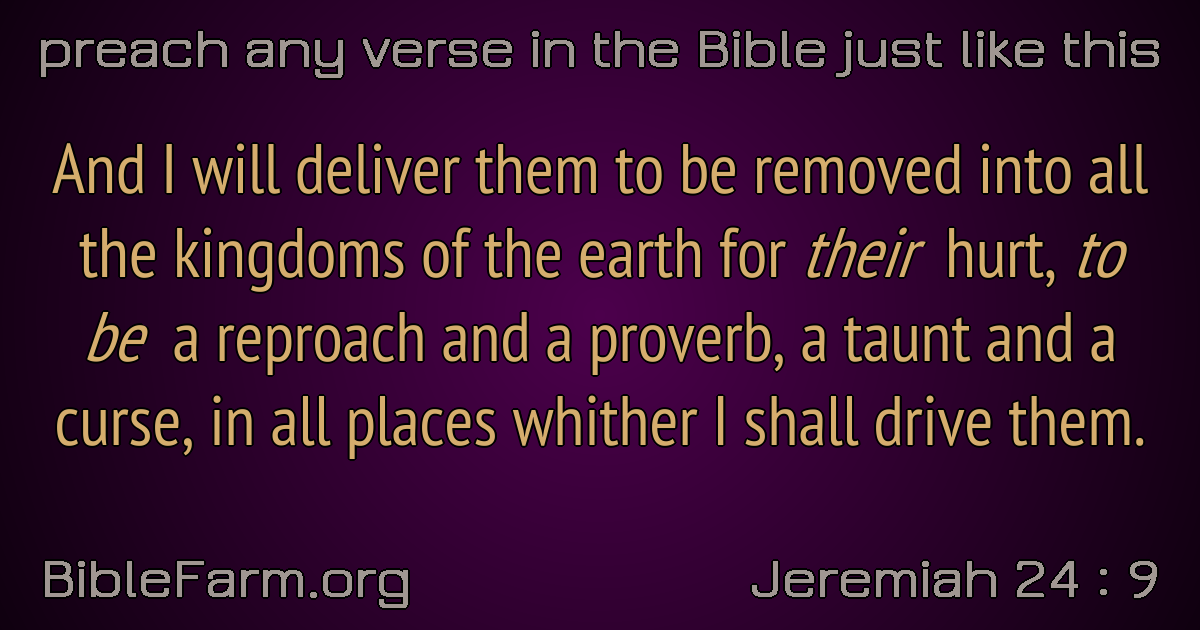 preach any verse in the Bible just like this
And I will deliver them to be removed into all
the kingdoms of the earth for their hurt, to
be a reproach and a proverb, a taunt and a
curse, in all places whither I shall drive them.
BibleFarm.org
Jeremiah 24 : 9